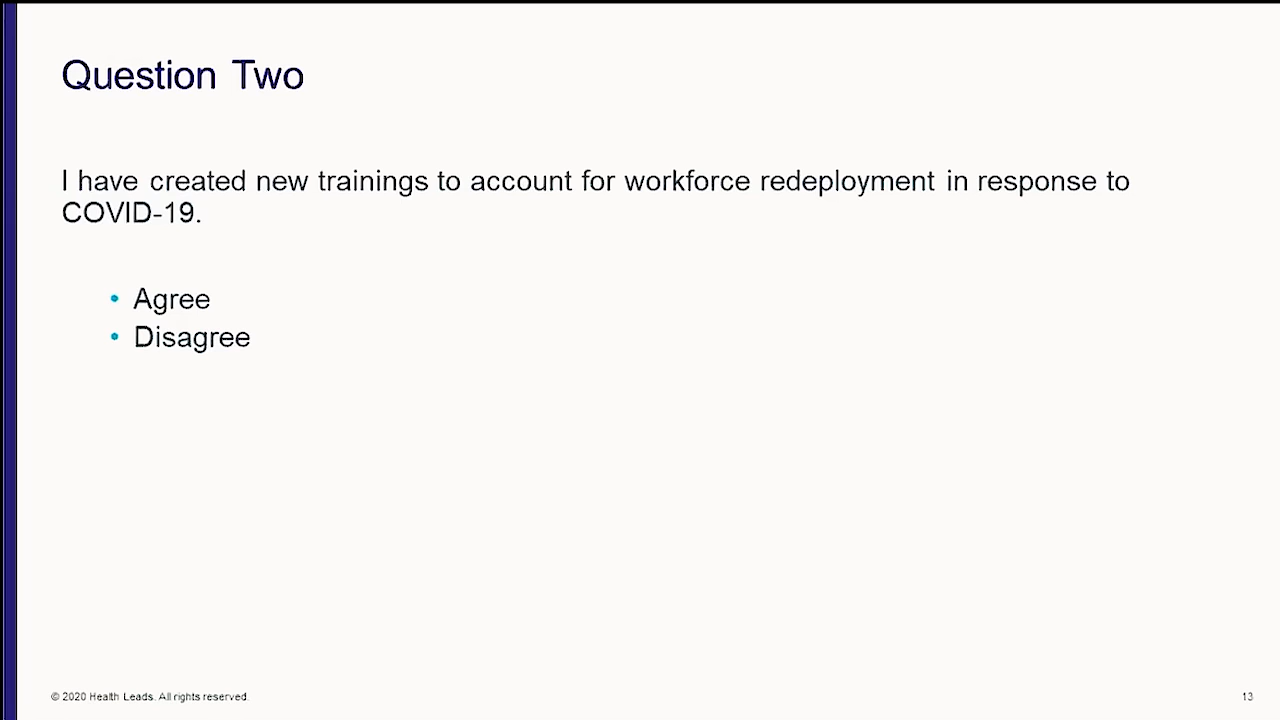 Question Two
I have created new trainings to account for workforce redeployment in response to
COVID-19.
• Agree
• Disagree
© 2020 Health Leads. All rights reserved.
13